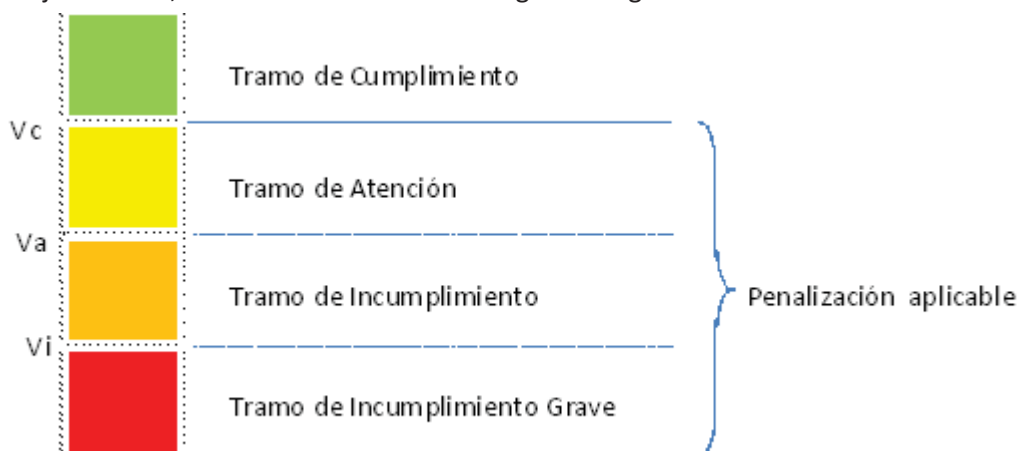 Tramo de Cumplimiento
Vc
Tramo de Atención
Va
Tramo de Incumplimiento
Penalización aplicable
Vi
Tramo de Incumplimiento Grave